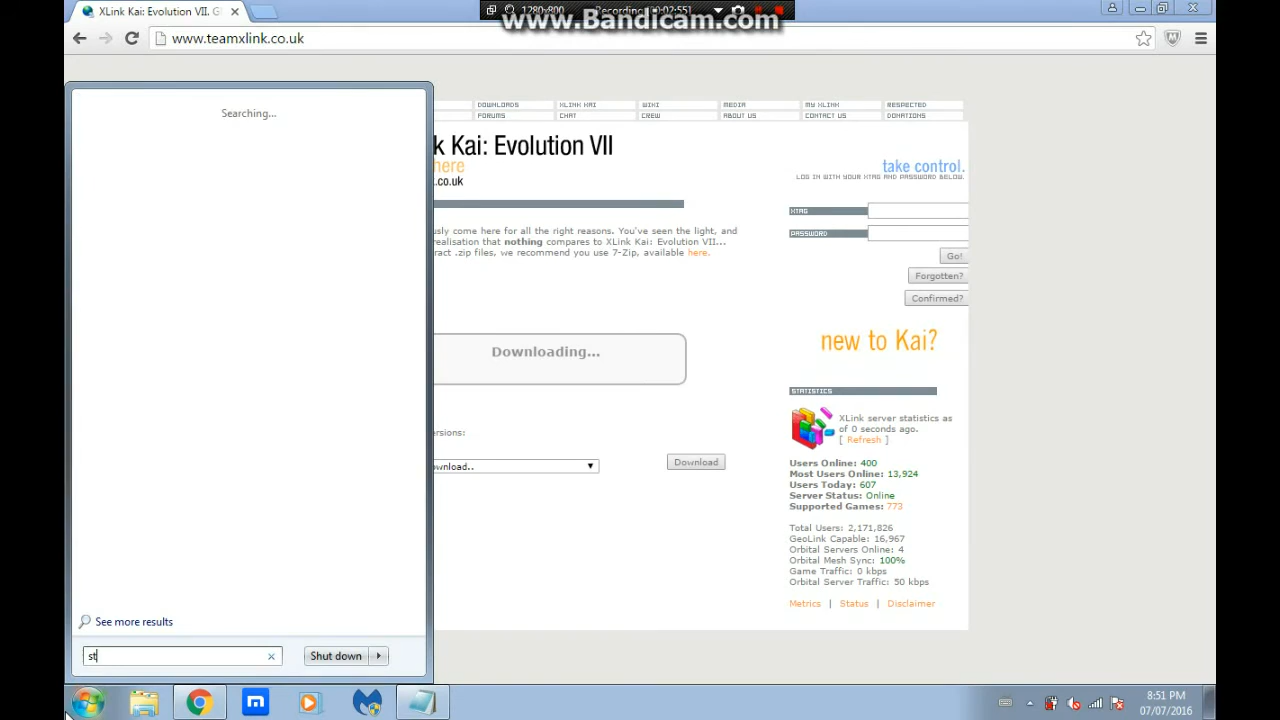 XLink Kai: Evolution VII. G
1280x800
Recording [00:02:55]
www.Bandicam.com
www.teamxlink.co.uk
Searching...
DOWNLOADS XLINK KAI WIKI MEDIA MY XLINK RESPECTED
FORUMS CHAT CREW ABOUT US CONTACT US DONATIONS
k Kai: Evolution VII
here
.co.uk
take control.
LOG IN WITH YOUR XTAG AND PASSWORD BELOW.
XTAG
PASSWORD
usly come here for all the right reasons. You've seen the light, and
realisation that nothing compares to XLink Kai: Evolution VII...
ract .zip files, we recommend you use 7-Zip, available here.
Go!
Forgotten?
Confirmed?
Downloading...
new to Kai?
STATISTICS
XLink server statistics as
of 0 seconds ago.
[ Refresh ]
ersions:
ownload..
Download
Users Online: 400
Most Users Online: 13,924
Users Today: 607
Server Status: Online
Supported Games: 773
Total Users: 2,171,826
GeoLink Capable: 16,967
Orbital Servers Online: 4
Orbital Mesh Sync: 100%
Game Traffic: 0 kbps
Orbital Server Traffic: 50 kbps
Metrics | Status | Disclaimer
See more results
st
Shut down
8:51 PM
07/07/2016